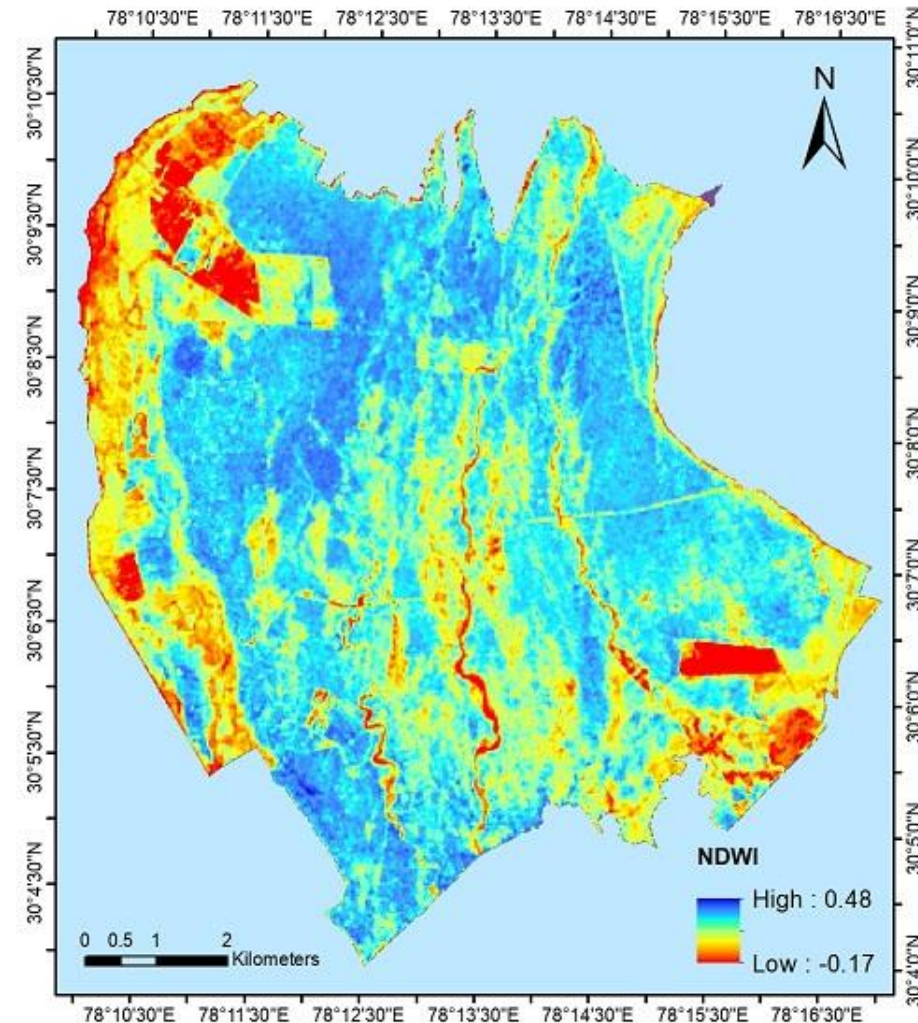 78°10'30"E 78°11'30"E 78°12'30"E 78°13'30"E 78°14'30"E 78°15'30"E 78°16'30"E
30°10'30"N
30°9'30"N
30°8'30"N
30°7'30"N
30°6'30"N
30°5'30"N
30°4'30"N
N
30°11'0"N
30°10'0"N
30°9'0"N
30°8'0"N
30°7'0"N
30°6'0"N
30°5'0"N
30°4'0"N
NDWI
High : 0.48
Low : -0.17
0 0.5 1 2
Kilometers
78°10'30"E 78°11'30"E 78°12'30"E 78°13'30"E 78°14'30"E 78°15'30"E 78°16'30"E